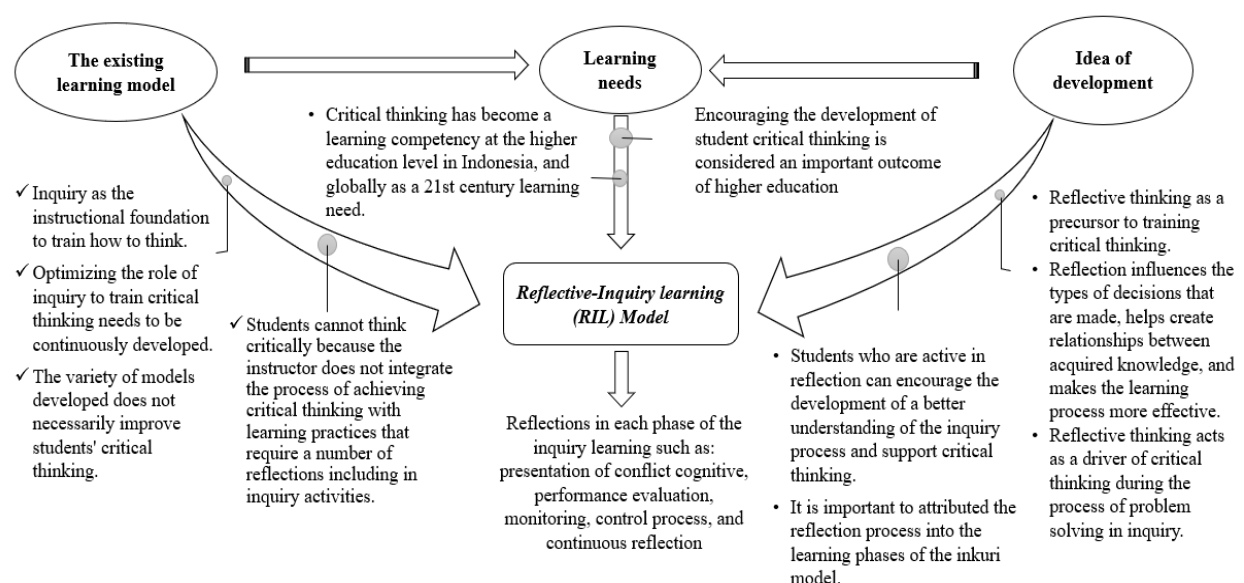 The existing
learning model
Learning
needs
Idea of
development
• Critical thinking has become a
learning competency at the higher
education level in Indonesia, and
globally as a 21st century learning
need.
Encouraging the development of
student critical thinking is
considered an important outcome
of higher education
✓ Inquiry as the
instructional foundation
to train how to think.
✓ Optimizing the role of
inquiry to train critical
thinking needs to be
continuously developed.
✓ The variety of models
developed does not
necessarily improve
students' critical
thinking.
✓ Students cannot think
critically because the
instructor does not integrate
the process of achieving
critical thinking with
learning practices that
require a number of
reflections including in
inquiry activities.
Reflective-Inquiry learning
(RIL) Model
Reflections in each phase of the
inquiry learning such as:
presentation of conflict cognitive,
performance evaluation,
monitoring, control process, and
continuous reflection
• Students who are active in
reflection can encourage the
development of a better
understanding of the inquiry
process and support critical
thinking.
• It is important to attributed the
reflection process into the
learning phases of the inkuri
model.
• Reflective thinking as a
precursor to training
critical thinking.
• Reflection influences the
types of decisions that
are made, helps create
relationships between
acquired knowledge, and
makes the learning
process more effective.
• Reflective thinking acts
as a driver of critical
thinking during the
process of problem
solving in inquiry.